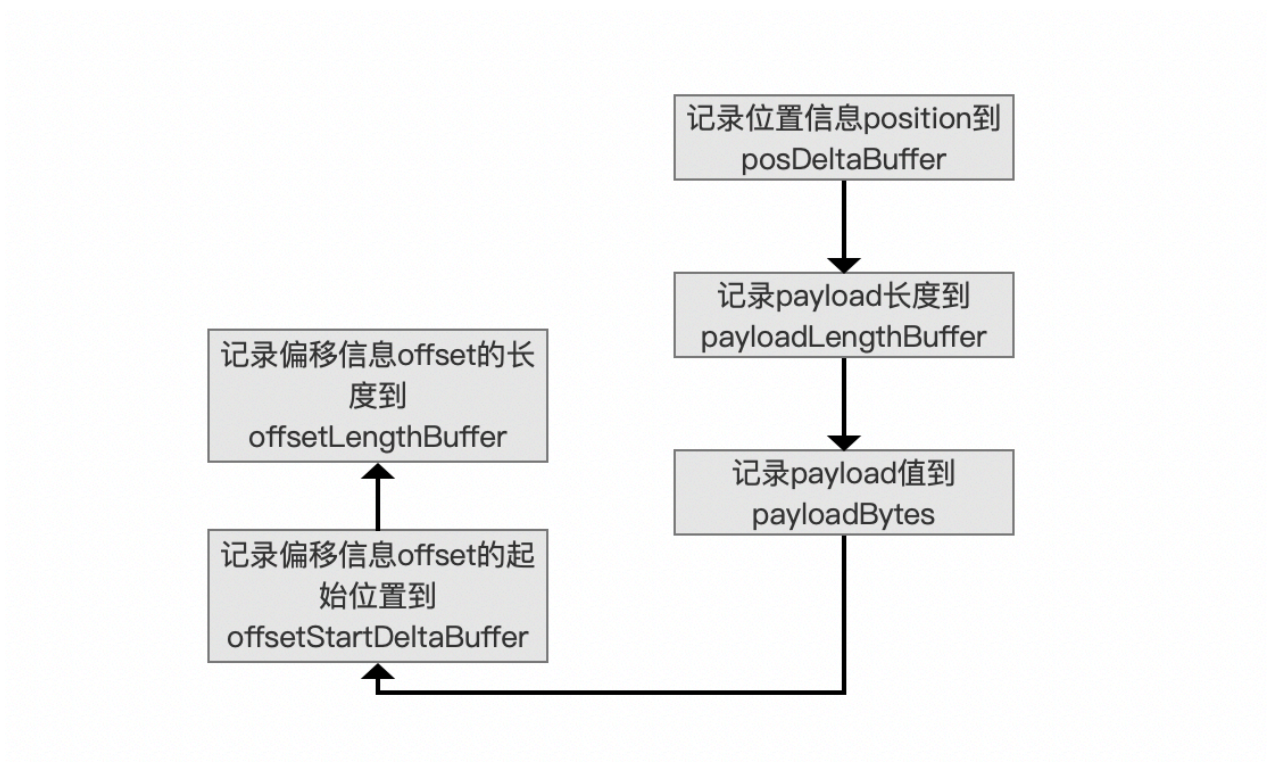 记录位置信息position到
posDeltaBuffer
记录payload长度到
payloadLengthBuffer
记录payload值到
payloadBytes
记录偏移信息offset的起
始位置到
offsetStartDeltaBuffer
记录偏移信息offset的长
度到
offsetLengthBuffer